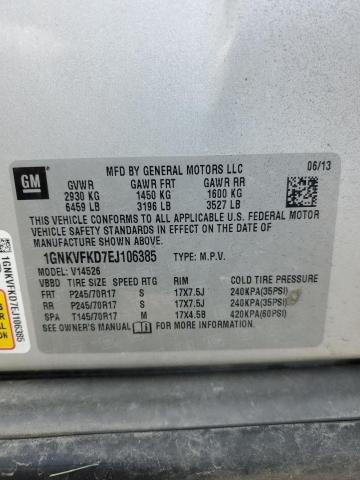 GM
MFD BY GENERAL MOTORS LLC 06/13
GVWR GAWR FRT GAWR RR
2930 KG 1450 KG 1600 KG
6459 LB 3196 LB 3527 LB
THIS VEHICLE CONFORMS TO ALL APPLICABLE U.S. FEDERAL MOTOR
VEHICLE SAFETY STANDARDS IN EFFECT ON THE DATE OF
MANUFACTURE SHOWN ABOVE.
1GNKVFKD7EJ106385 TYPE: M.P.V.
MODEL: V14526
VBBD TIRE SIZE SPEED RTG RIM COLD TIRE PRESSURE
FRT P245/70R17 S 17X7.5J 240KPA(35PSI)
RR P245/70R17 S 17X7.5J 240KPA(35PSI)
SPA T145/70R17 M 17X4.5B 420KPA(60PSI)
SEE OWNER'S MANUAL FOR MORE INFORMATION
1GNKVFKD7EJ106385